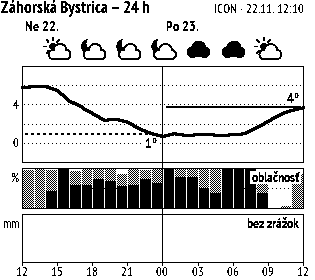 Záhorská Bystrica – 24 h
ICON - 22.11. 12:10
Ne 22.
Po 23.
4
0
4°
1°
%
oblačnosť
mm
bez zrážok
12 15 18 21 00 03 06 09 12